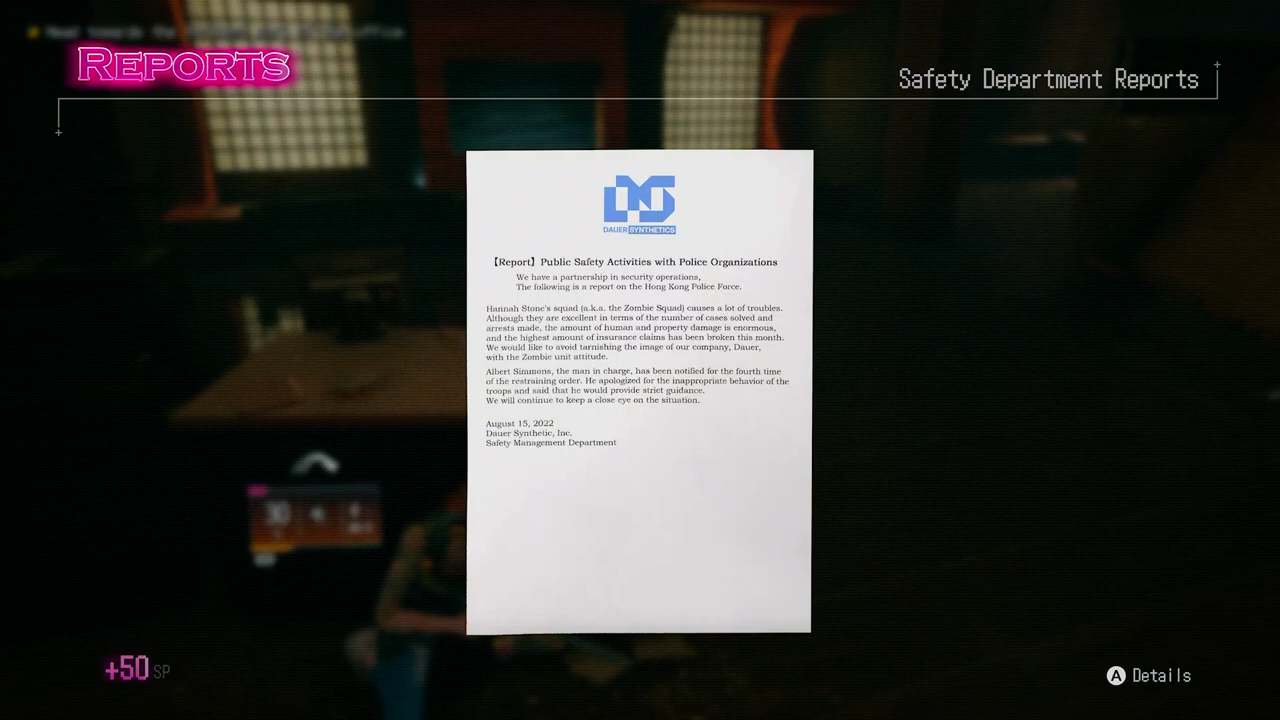 REPORTS
Safety Department Reports
DAUER SYNTHETICS
【Report】 Public Safety Activities with Police Organizations
We have a partnership in security operations,
The following is a report on the Hong Kong Police Force.
Hannah Stone's squad (a.k.a. the Zombie Squad) causes a lot of troubles.
Although they are excellent in terms of the number of cases solved and
arrests made, the amount of human and property damage is enormous,
and the highest amount of insurance claims has been broken this month.
We would like to avoid tarnishing the image of our company, Dauer,
with the Zombie unit attitude.
Albert Simmons, the man in charge, has been notified for the fourth time
of the restraining order. He apologized for the inappropriate behavior of the
troops and said that he would provide strict guidance.
We will continue to keep a close eye on the situation.
August 15, 2022
Dauer Synthetic, Inc.
Safety Management Department
+50 SP
A Details